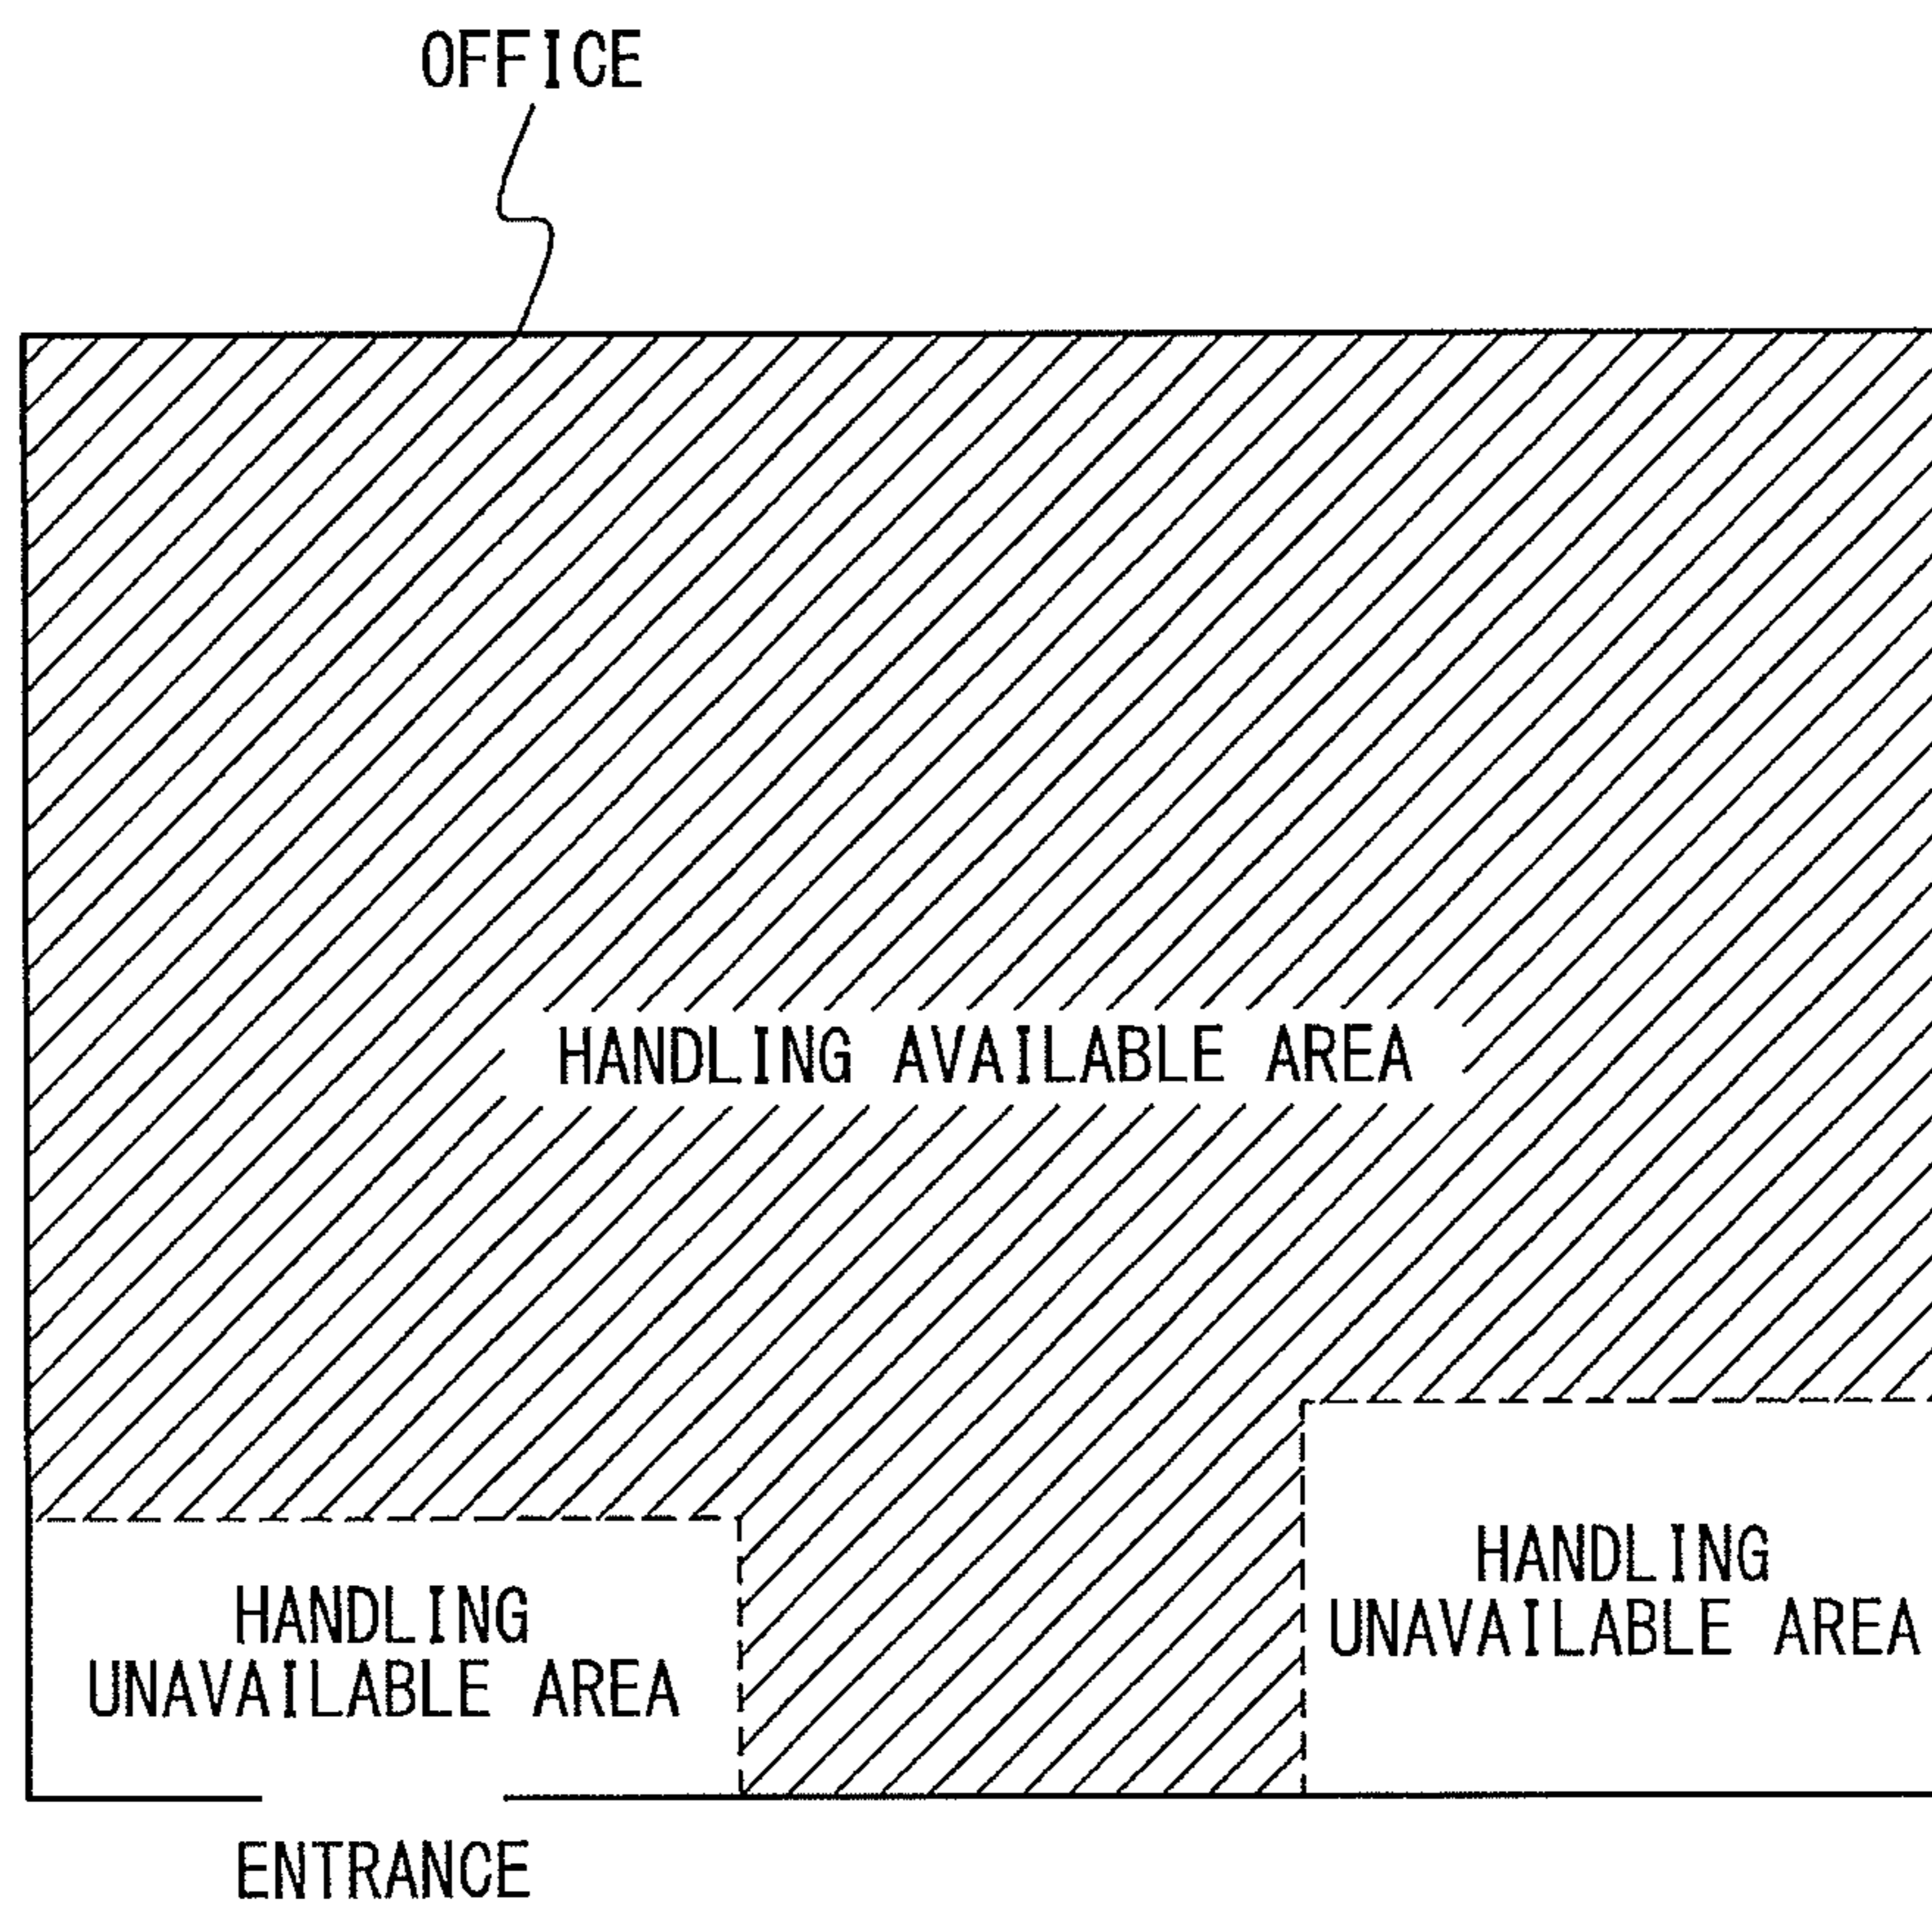 OFFICE
HANDLING AVAILABLE AREA
HANDLING
UNAVAILABLE AREA
HANDLING
UNAVAILABLE AREA
ENTRANCE